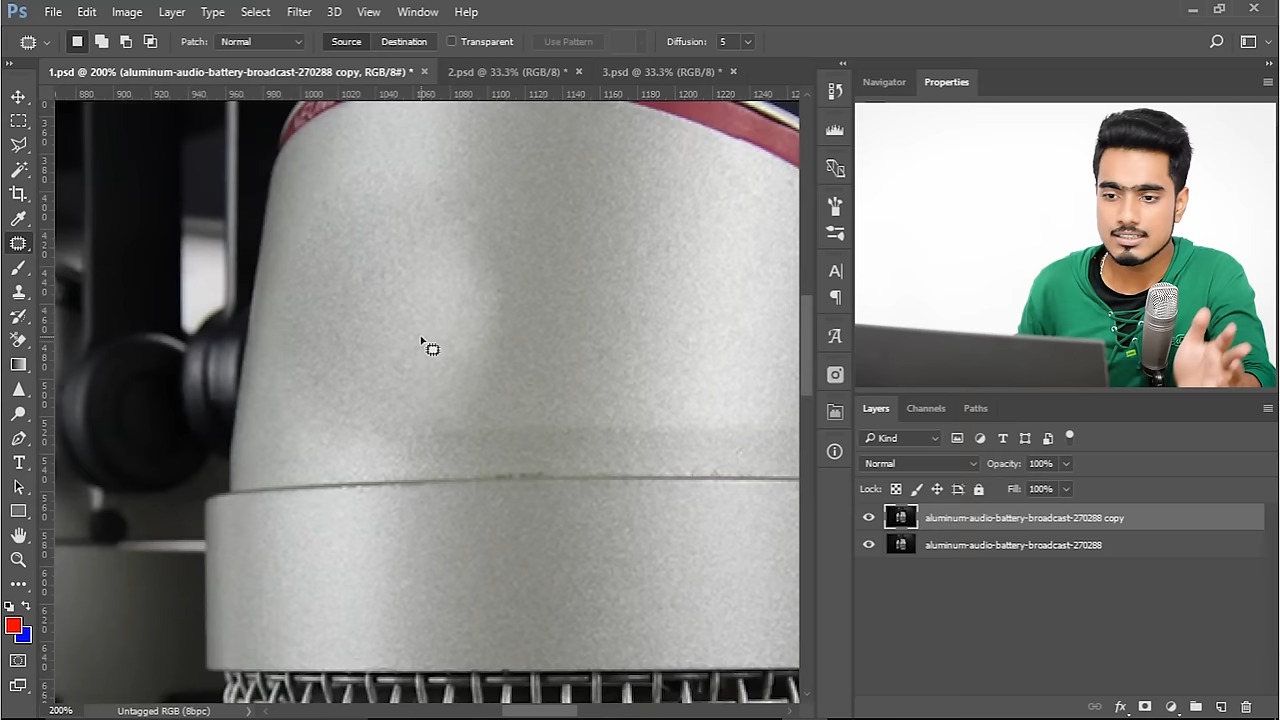 Ps File Edit Image Layer Type Select Filter 3D View Window Help
Patch: Normal Source Destination Transparent Use Pattern Diffusion: 5
1.psd @ 200% (aluminum-audio-battery-broadcast-270288 copy, RGB/8#) * 2.psd @ 33.3% (RGB/8) * 3.psd @ 33.3% (RGB/8) *
Navigator Properties
880 900 920 940 960 980 1000 1020 1040 1060 1080 1100 1120 1140 1160 1180 1200 1220 1240
Layers Channels Paths
Kind
Normal Opacity: 100%
Lock: Fill: 100%
aluminum-audio-battery-broadcast-270288 copy
aluminum-audio-battery-broadcast-270288
200% Untagged RGB (8bpc)